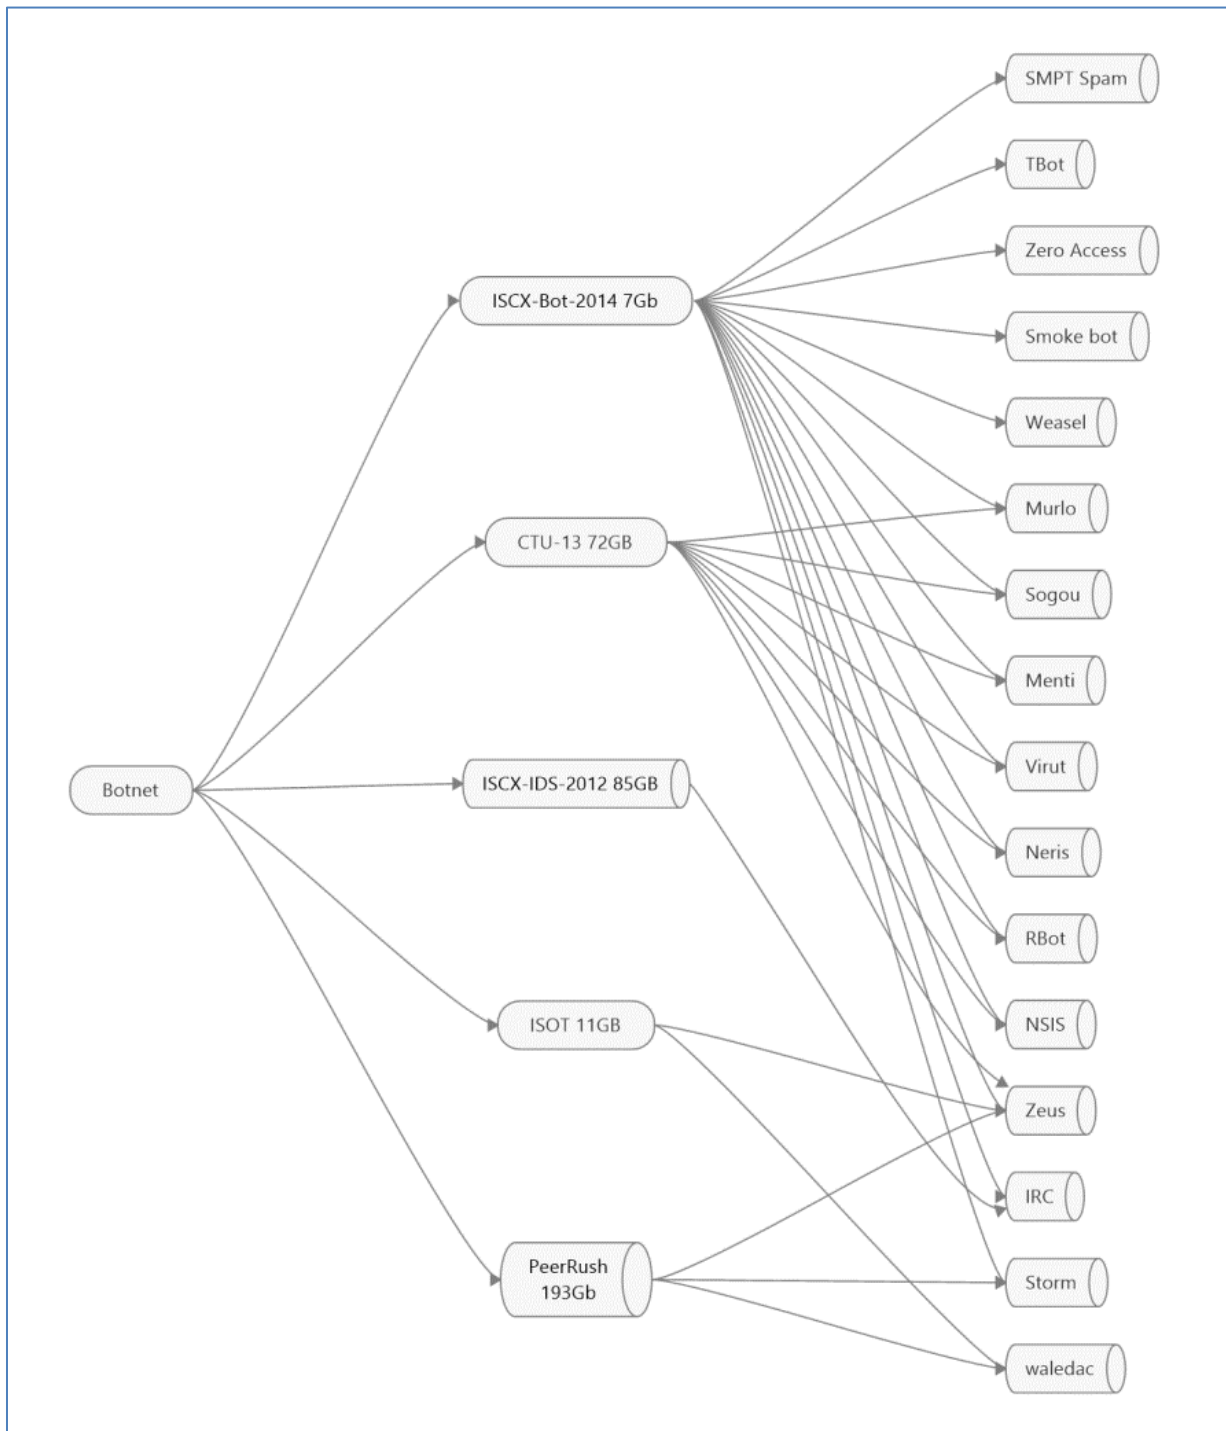 SMPT Spam
TBot
Zero Access
ISCX-Bot-2014 7Gb
Smoke bot
Weasel
Murlo
CTU-13 72GB
Sogou
Menti
Virut
ISCX-IDS-2012 85GB
Botnet
Neris
RBot
NSIS
ISOT 11GB
Zeus
IRC
PeerRush
193Gb
Storm
waledac